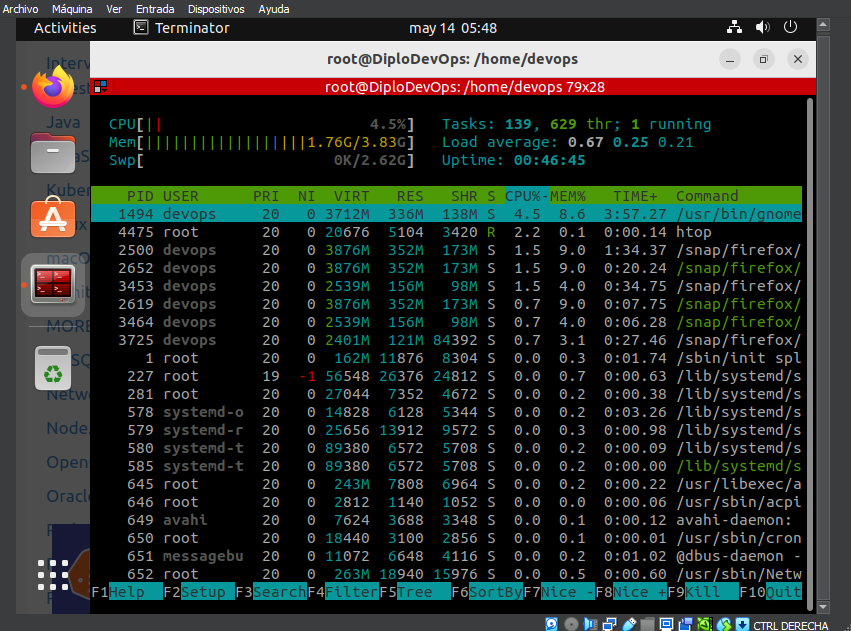 Archivo Máquina Ver Entrada Dispositivos Ayuda
Activities Terminator may 14 05:48
root@DiploDevOps: /home/devops
root@DiploDevOps: /home/devops 79x28
CPU[|| 4.5%] Tasks: 139, 629 thr; 1 running
Mem[||||||||||||||||||1.76G/3.83G] Load average: 0.67 0.25 0.21
Swp[ 0K/2.62G] Uptime: 00:46:45
PID USER PRI NI VIRT RES SHR S CPU%-MEM% TIME+ Command
1494 devops 20 0 3712M 336M 138M S 4.5 8.6 3:57.27 /usr/bin/gnome
4475 root 20 0 20676 5104 3420 R 2.2 0.1 0:00.14 htop
2500 devops 20 0 3876M 352M 173M S 1.5 9.0 1:34.37 /snap/firefox/
2652 devops 20 0 3876M 352M 173M S 1.5 9.0 0:20.24 /snap/firefox/
3453 devops 20 0 2539M 156M 98M S 1.5 4.0 0:34.75 /snap/firefox/
2619 devops 20 0 3876M 352M 173M S 0.7 9.0 0:07.75 /snap/firefox/
3464 devops 20 0 2539M 156M 98M S 0.7 4.0 0:06.28 /snap/firefox/
3725 devops 20 0 2401M 121M 84392 S 0.7 3.1 0:27.46 /snap/firefox/
1 root 20 0 162M 11876 8304 S 0.0 0.3 0:01.74 /sbin/init spl
227 root 19 -1 56548 26376 24812 S 0.0 0.7 0:00.63 /lib/systemd/s
281 root 20 0 27044 7352 4672 S 0.0 0.2 0:00.38 /lib/systemd/s
578 systemd-o 20 0 14828 6128 5344 S 0.0 0.2 0:03.26 /lib/systemd/s
579 systemd-r 20 0 25656 13912 9572 S 0.0 0.3 0:00.98 /lib/systemd/s
580 systemd-t 20 0 89380 6572 5708 S 0.0 0.2 0:00.09 /lib/systemd/s
585 systemd-t 20 0 89380 6572 5708 S 0.0 0.2 0:00.00 /lib/systemd/s
645 root 20 0 243M 7808 6964 S 0.0 0.2 0:00.22 /usr/libexec/a
646 root 20 0 2812 1140 1052 S 0.0 0.0 0:00.06 /usr/sbin/acpi
649 avahi 20 0 7624 3688 3348 S 0.0 0.1 0:00.12 avahi-daemon:
650 root 20 0 18440 3100 2856 S 0.0 0.1 0:00.01 /usr/sbin/cron
651 messagebu 20 0 11072 6648 4116 S 0.0 0.2 0:01.02 @dbus-daemon -
652 root 20 0 263M 18940 15976 S 0.0 0.5 0:00.60 /usr/sbin/Netw
F1Help F2Setup F3SearchF4FilterF5Tree F6SortByF7Nice -F8Nice +F9Kill F10Quit
Java
MORE
Node.
CTRL DERECHA